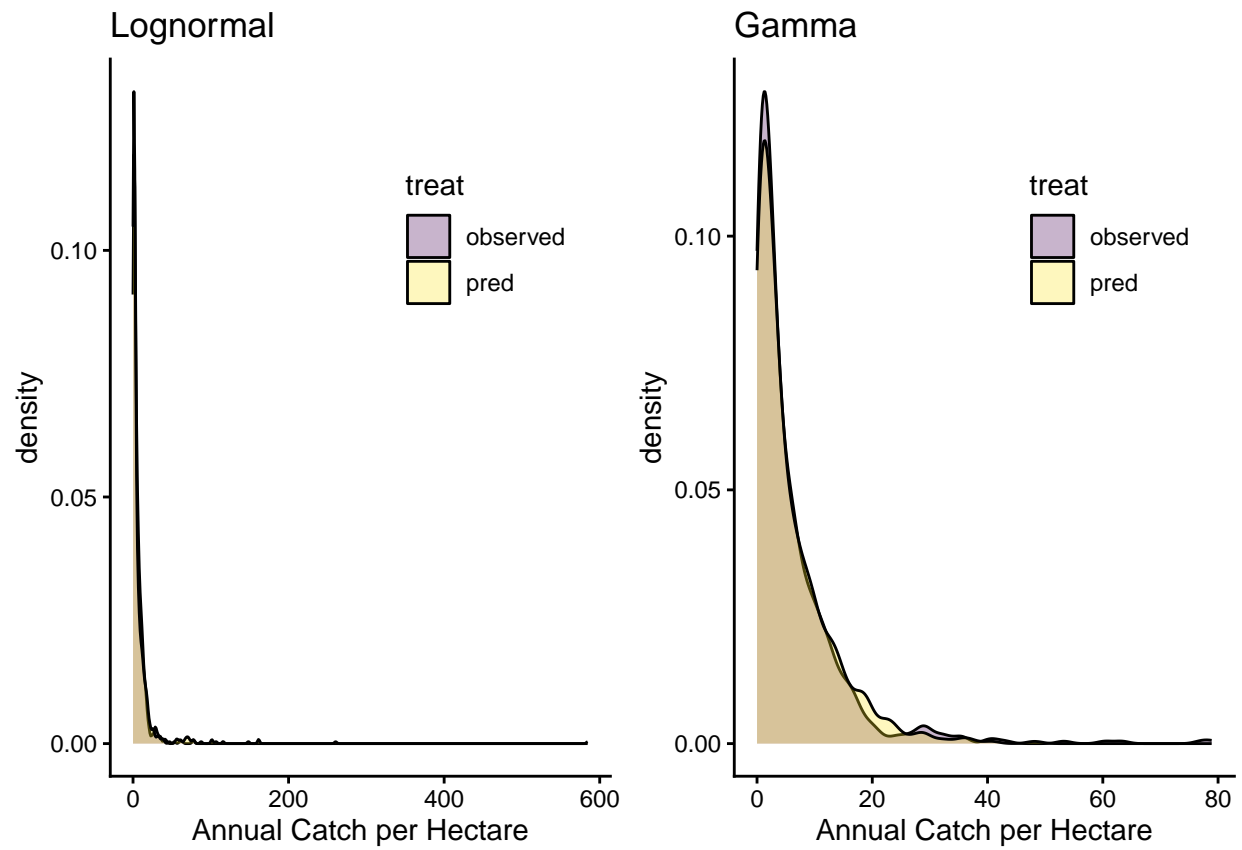 Lognormal
density
0.10
0.05
0.00
0
200
400
600
Annual Catch per Hectare
treat
observed
pred
Gamma
density
0.10
0.05
0.00
0
20
40
60
80
Annual Catch per Hectare
treat
observed
pred